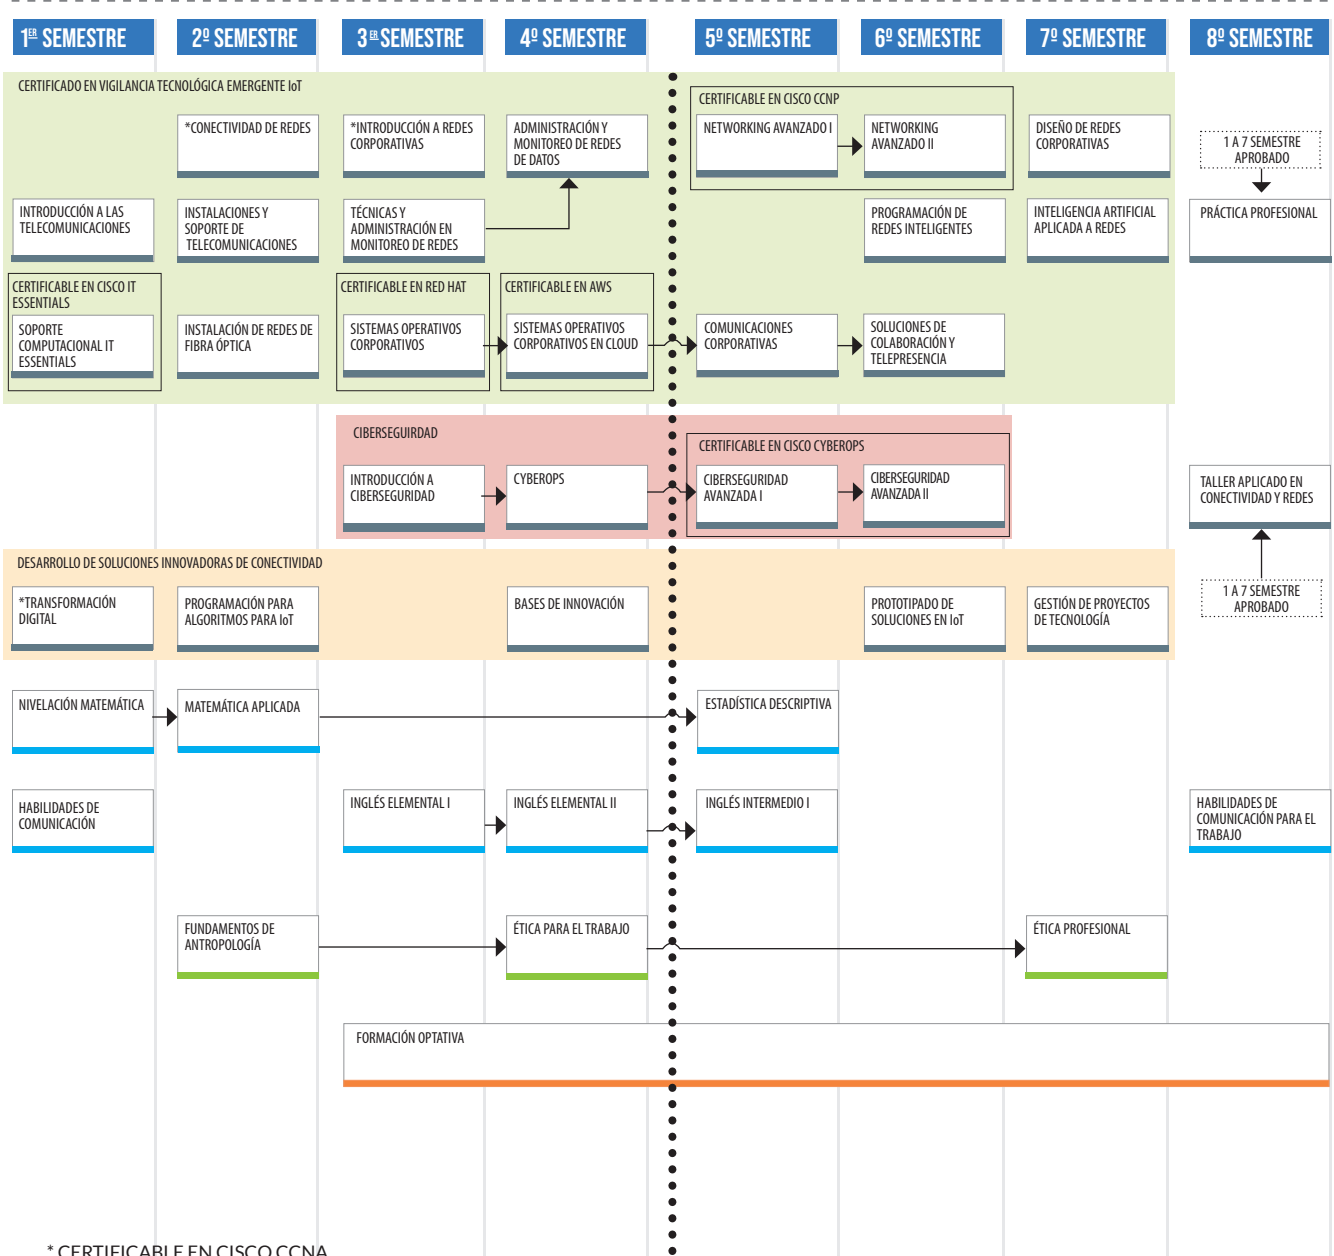 1ER SEMESTRE
2º SEMESTRE
3ER SEMESTRE
4º SEMESTRE
5º SEMESTRE
6º SEMESTRE
7º SEMESTRE
8º SEMESTRE
CERTIFICADO EN VIGILANCIA TECNOLÓGICA EMERGENTE IoT
CERTIFICABLE EN CISCO CCNP
*CONECTIVIDAD DE REDES
*INTRODUCCIÓN A REDES
CORPORATIVAS
ADMINISTRACIÓN Y
MONITOREO DE REDES
DE DATOS
NETWORKING AVANZADO I
NETWORKING
AVANZADO II
DISEÑO DE REDES
CORPORATIVAS
1 A 7 SEMESTRE
APROBADO
INTRODUCCIÓN A LAS
TELECOMUNICACIONES
INSTALACIONES Y
SOPORTE DE
TELECOMUNICACIONES
TÉCNICAS Y
ADMINISTRACIÓN EN
MONITOREO DE REDES
PROGRAMACIÓN DE
REDES INTELIGENTES
INTELIGENCIA ARTIFICIAL
APLICADA A REDES
PRÁCTICA PROFESIONAL
CERTIFICABLE EN CISCO IT
ESSENTIALS
CERTIFICABLE EN RED HAT
CERTIFICABLE EN AWS
SOPORTE
COMPUTACIONAL IT
ESSENTIALS
INSTALACIÓN DE REDES DE
FIBRA ÓPTICA
SISTEMAS OPERATIVOS
CORPORATIVOS
SISTEMAS OPERATIVOS
CORPORATIVOS EN CLOUD
COMUNICACIONES
CORPORATIVAS
SOLUCIONES DE
COLABORACIÓN Y
TELEPRESENCIA
CIBERSEGUIRDAD
CERTIFICABLE EN CISCO CYBEROPS
INTRODUCCIÓN A
CIBERSEGURIDAD
CYBEROPS
CIBERSEGURIDAD
AVANZADA I
CIBERSEGURIDAD
AVANZADA II
TALLER APLICADO EN
CONECTIVIDAD Y REDES
DESARROLLO DE SOLUCIONES INNOVADORAS DE CONECTIVIDAD
*TRANSFORMACIÓN
DIGITAL
PROGRAMACIÓN PARA
ALGORITMOS PARA IoT
BASES DE INNOVACIÓN
PROTOTIPADO DE
SOLUCIONES EN IoT
GESTIÓN DE PROYECTOS
DE TECNOLOGÍA
1 A 7 SEMESTRE
APROBADO
NIVELACIÓN MATEMÁTICA
MATEMÁTICA APLICADA
ESTADÍSTICA DESCRIPTIVA
HABILIDADES DE
COMUNICACIÓN
INGLÉS ELEMENTAL I
INGLÉS ELEMENTAL II
INGLÉS INTERMEDIO I
HABILIDADES DE
COMUNICACIÓN PARA EL
TRABAJO
FUNDAMENTOS DE
ANTROPOLOGÍA
ÉTICA PARA EL TRABAJO
ÉTICA PROFESIONAL
FORMACIÓN OPTATIVA
* CERTIFICABLE EN CISCO CCNA